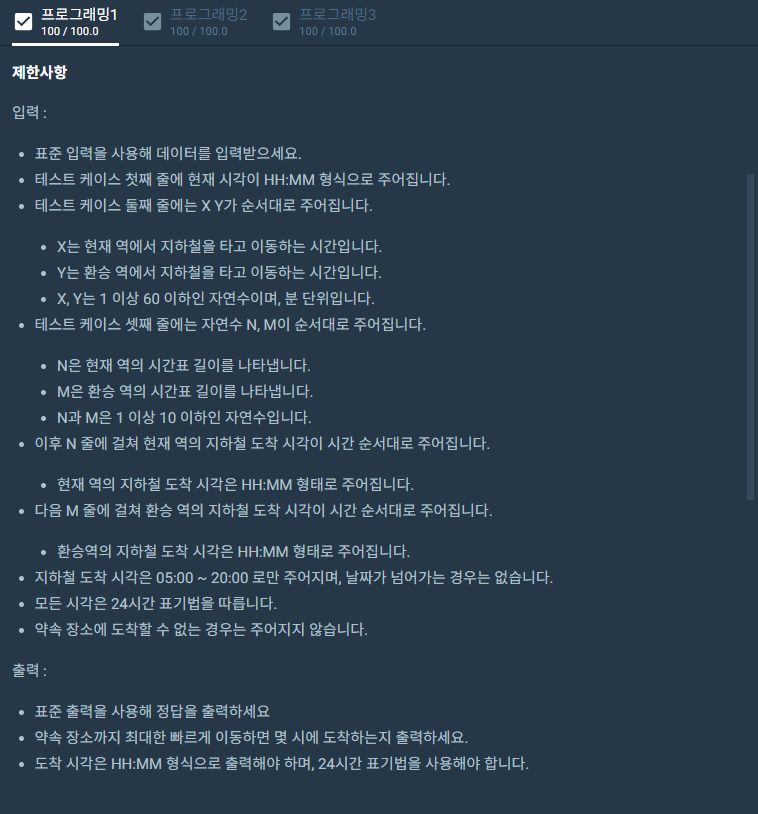 프로그래밍1
100 / 100.0
프로그래밍2
100 / 100.0
프로그래밍3
100 / 100.0
제한사항
입력 :
표준 입력을 사용해 데이터를 입력받으세요.
테스트 케이스 첫째 줄에 현재 시각이 HH:MM 형식으로 주어집니다.
테스트 케이스 둘째 줄에는 X Y가 순서대로 주어집니다.
X는 현재 역에서 지하철을 타고 이동하는 시간입니다.
Y는 환승 역에서 지하철을 타고 이동하는 시간입니다.
X, Y는 1 이상 60 이하인 자연수이며, 분 단위입니다.
테스트 케이스 셋째 줄에는 자연수 N, M이 순서대로 주어집니다.
N은 현재 역의 시간표 길이를 나타냅니다.
M은 환승 역의 시간표 길이를 나타냅니다.
N과 M은 1 이상 10 이하인 자연수입니다.
이후 N 줄에 걸쳐 현재 역의 지하철 도착 시각이 시간 순서대로 주어집니다.
현재 역의 지하철 도착 시각은 HH:MM 형태로 주어집니다.
다음 M 줄에 걸쳐 환승 역의 지하철 도착 시각이 시간 순서대로 주어집니다.
환승역의 지하철 도착 시각은 HH:MM 형태로 주어집니다.
지하철 도착 시각은 05:00 ~ 20:00 로만 주어지며, 날짜가 넘어가는 경우는 없습니다.
모든 시각은 24시간 표기법을 따릅니다.
약속 장소에 도착할 수 없는 경우는 주어지지 않습니다.
출력 :
표준 출력을 사용해 정답을 출력하세요
약속 장소까지 최대한 빠르게 이동하면 몇 시에 도착하는지 출력하세요.
도착 시각은 HH:MM 형식으로 출력해야 하며, 24시간 표기법을 사용해야 합니다.